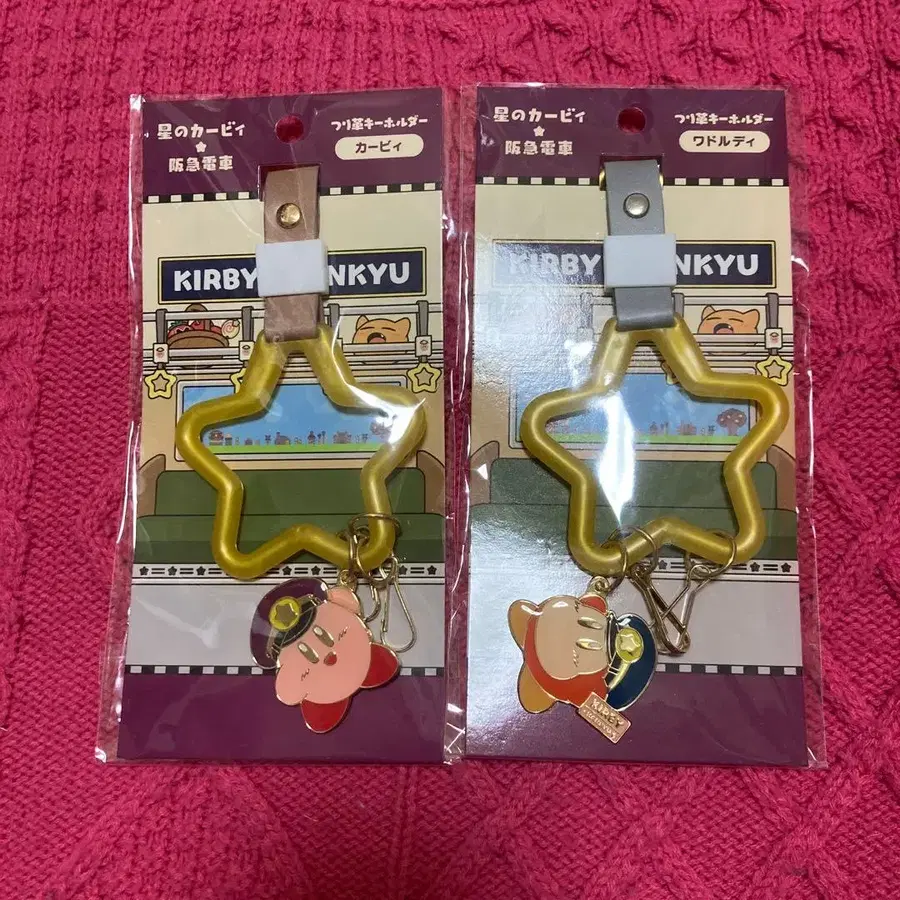 星のカービィ
阪急電車
つり革キーホルダー
カービィ
KIRBY NKYU
星のカービィ
阪急電車
つり革キーホルダー
ワドルディ
KIRBY NKYU
KIRBY